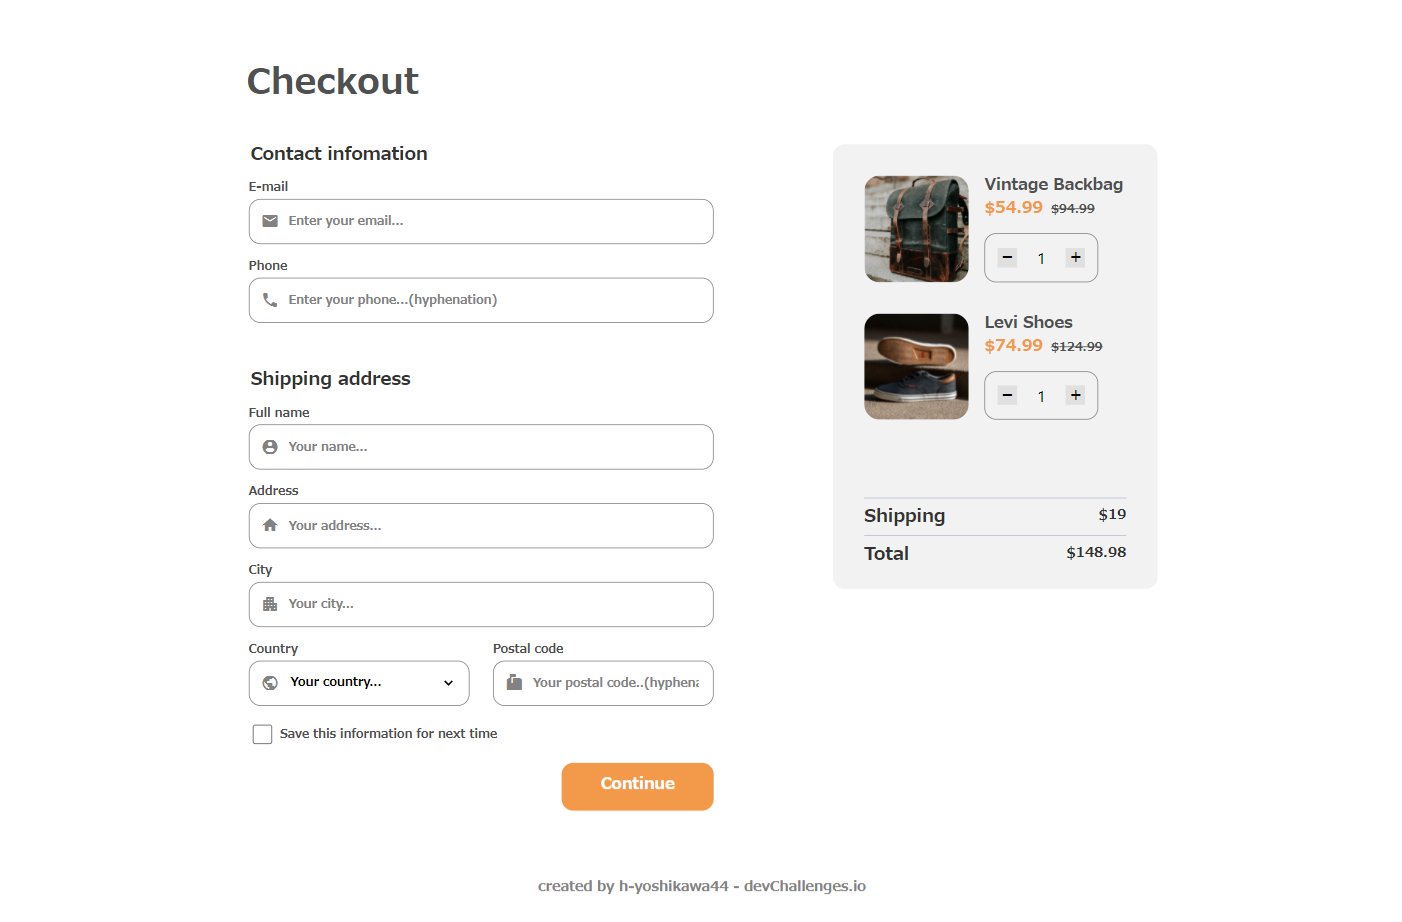 Checkout
Contact infomation
E-mail
Enter your email...
Phone
Enter your phone...(hyphenation)
Shipping address
Full name
Your name...
Address
Your address...
City
Your city...
Country
Your country...
Postal code
Your postal code..(hyphena
Save this information for next time
Continue
Vintage Backbag
$54.99 $94.99
− 1 +
Levi Shoes
$74.99 $124.99
− 1 +
Shipping $19
Total $148.98
created by h-yoshikawa44 - devChallenges.io